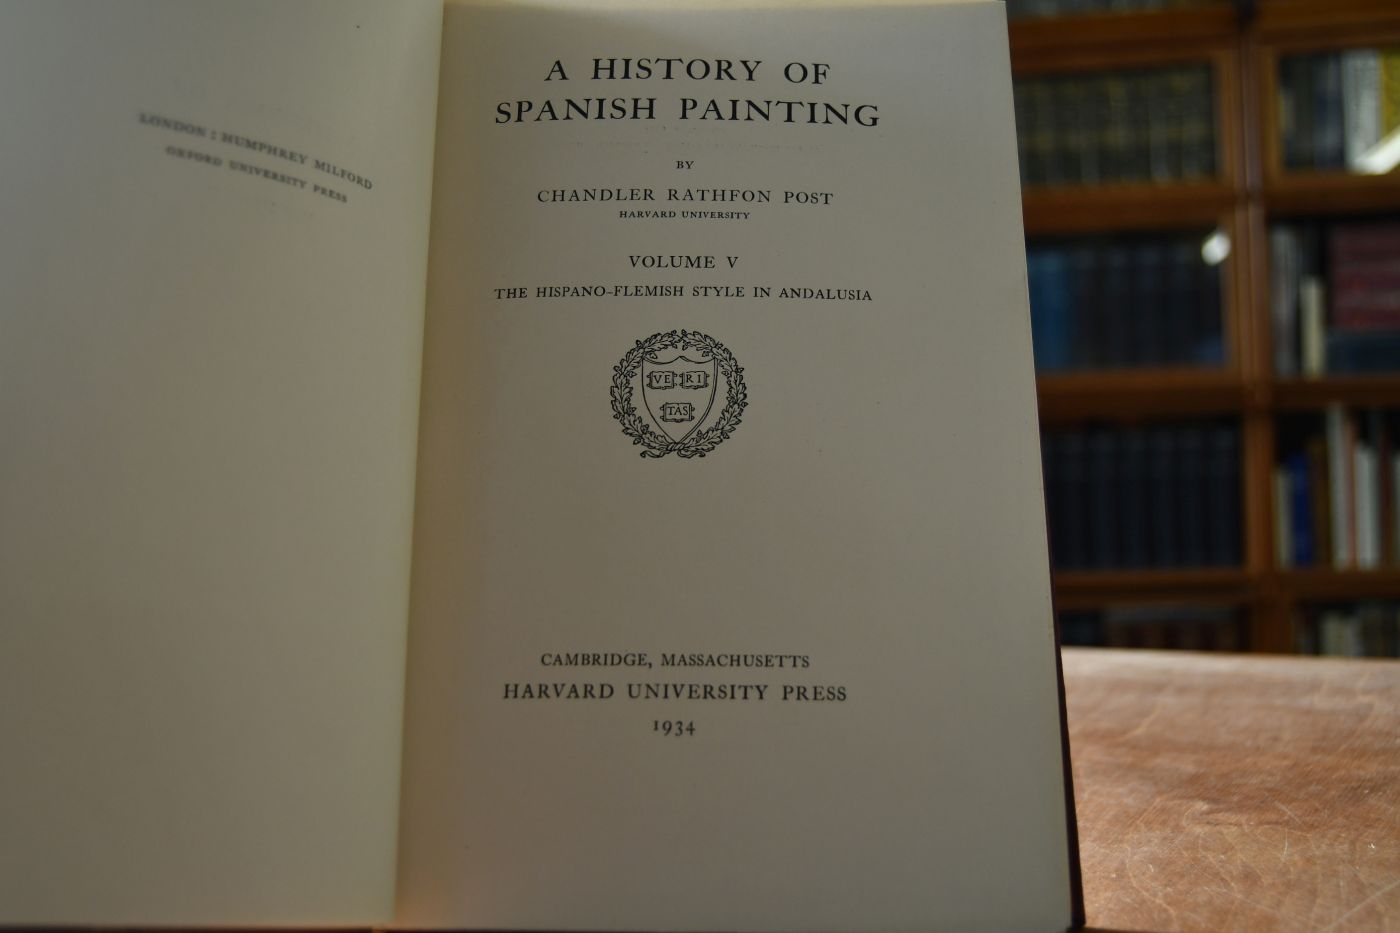 LONDON : HUMPHREY MILFORD
OXFORD UNIVERSITY PRESS
A HISTORY OF
SPANISH PAINTING
BY
CHANDLER RATHFON POST
HARVARD UNIVERSITY
VOLUME V
THE HISPANO-FLEMISH STYLE IN ANDALUSIA
VE RI
TAS
CAMBRIDGE, MASSACHUSETTS
HARVARD UNIVERSITY PRESS
1934